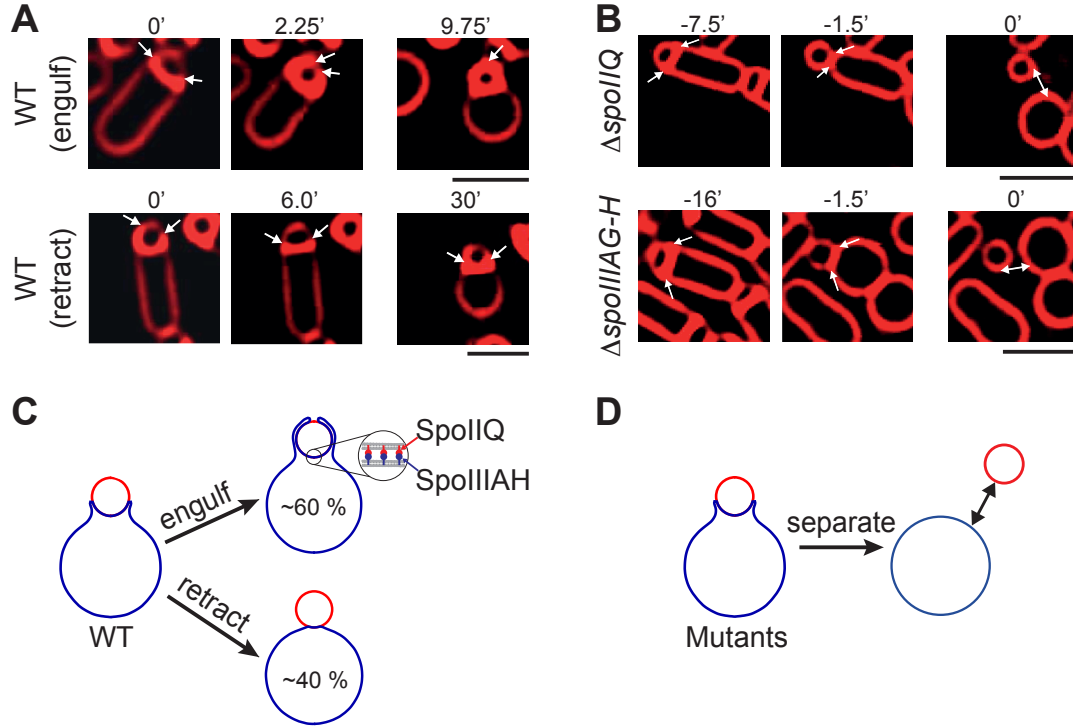 A
0’
2.25’
9.75’
WT
(engulf)
0’
6.0’
30’
WT
(retract)
B
-7.5’
-1.5’
0’
ΔspoIIQ
-16’
-1.5’
0’
ΔspoIIIAG-H
C
SpoIIQ
SpoIIIAH
engulf
~60 %
WT
retract
~40 %
D
separate
Mutants